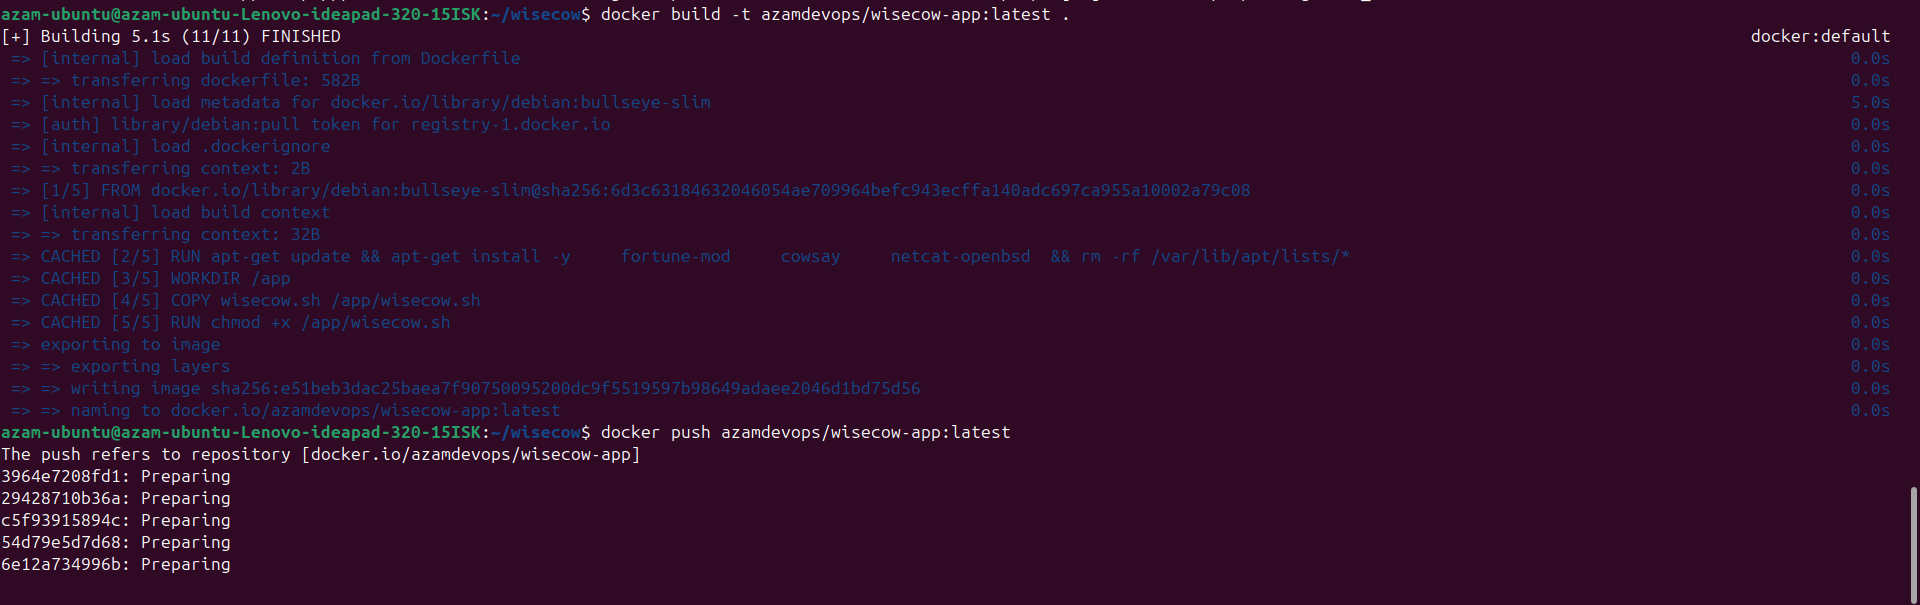 azam-ubuntu@azam-ubuntu-Lenovo-ideapad-320-15ISK:~/wisecow$ docker build -t azamdevops/wisecow-app:latest .
[+] Building 5.1s (11/11) FINISHED docker:default
=> [internal] load build definition from Dockerfile 0.0s
=> => transferring dockerfile: 582B 0.0s
=> [internal] load metadata for docker.io/library/debian:bullseye-slim 5.0s
=> [auth] library/debian:pull token for registry-1.docker.io 0.0s
=> [internal] load .dockerignore 0.0s
=> => transferring context: 2B 0.0s
=> [1/5] FROM docker.io/library/debian:bullseye-slim@sha256:6d3c63184632046054ae709964befc943ecffa140adc697ca955a10002a79c08 0.0s
=> [internal] load build context 0.0s
=> => transferring context: 32B 0.0s
=> CACHED [2/5] RUN apt-get update && apt-get install -y     fortune-mod     cowsay     netcat-openbsd  && rm -rf /var/lib/apt/lists/* 0.0s
=> CACHED [3/5] WORKDIR /app 0.0s
=> CACHED [4/5] COPY wisecow.sh /app/wisecow.sh 0.0s
=> CACHED [5/5] RUN chmod +x /app/wisecow.sh 0.0s
=> exporting to image 0.0s
=> => exporting layers 0.0s
=> => writing image sha256:e51beb3dac25baea7f90750095200dc9f5519597b98649adaee2046d1bd75d56 0.0s
=> => naming to docker.io/azamdevops/wisecow-app:latest 0.0s
azam-ubuntu@azam-ubuntu-Lenovo-ideapad-320-15ISK:~/wisecow$ docker push azamdevops/wisecow-app:latest
The push refers to repository [docker.io/azamdevops/wisecow-app]
3964e7208fd1: Preparing
29428710b36a: Preparing
c5f93915894c: Preparing
54d79e5d7d68: Preparing
6e12a734996b: Preparing